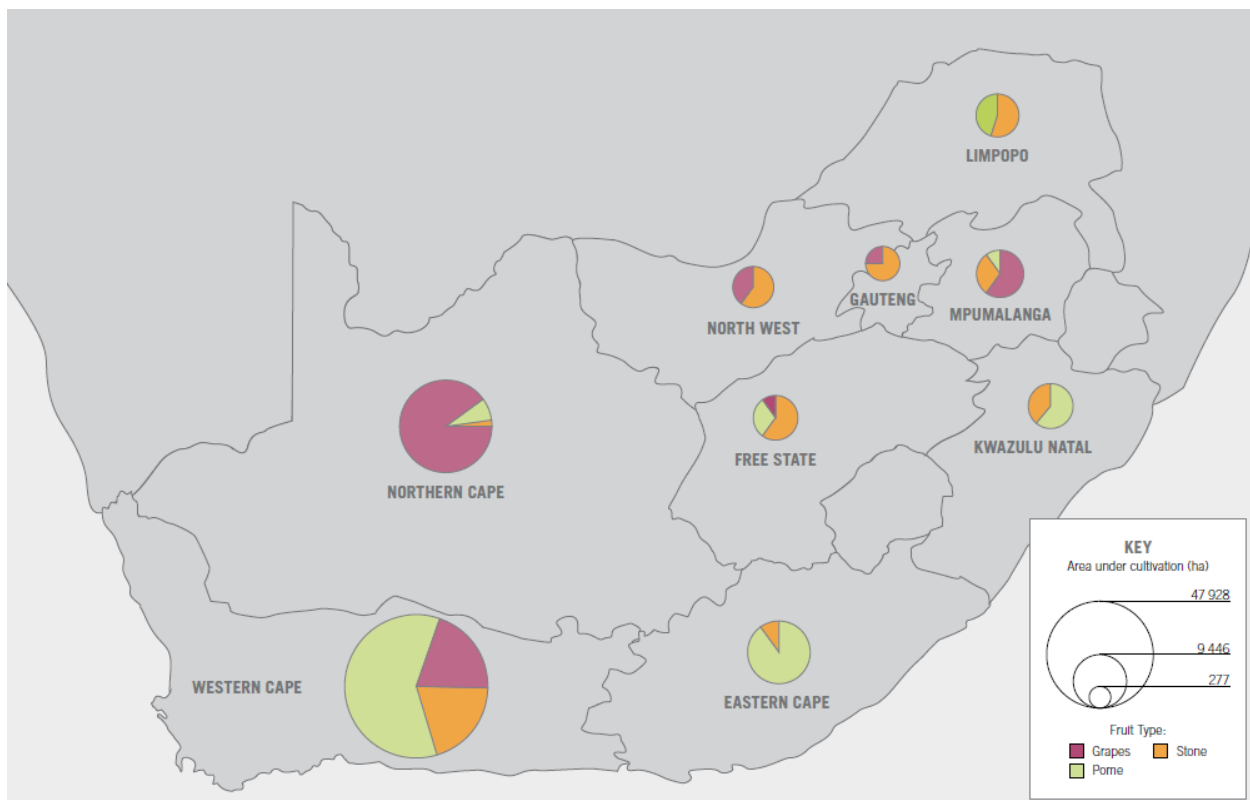 LIMPOPO
GAUTENG
MPUMALANGA
NORTH WEST
KWAZULU NATAL
FREE STATE
NORTHERN CAPE
WESTERN CAPE
EASTERN CAPE
KEY
Area under cultivation (ha)
47 928
9 446
277
Fruit Type:
Grapes
Stone
Pome